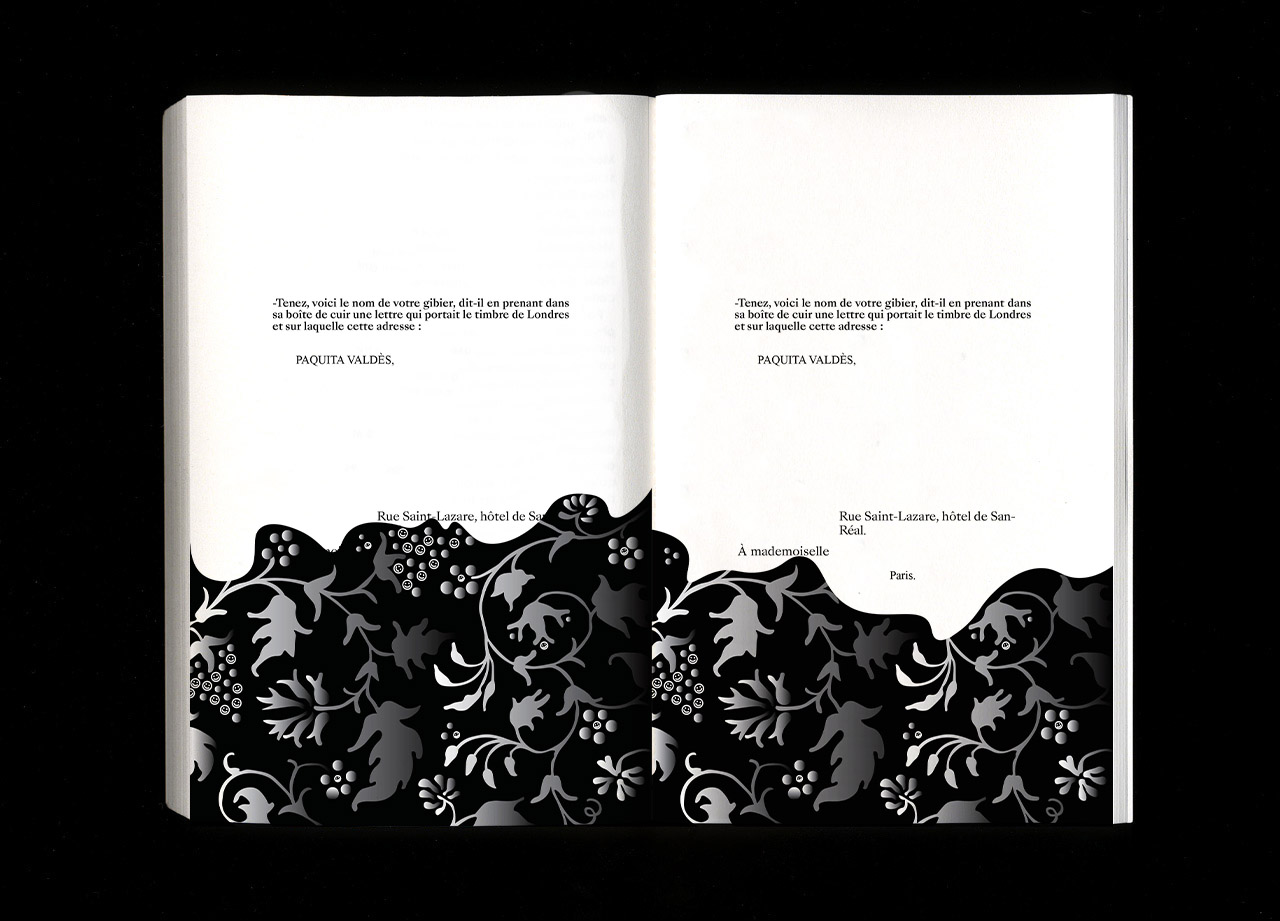 -Tenez, voici le nom de votre gibier, dit-il en prenant dans
sa boîte de cuir une lettre qui portait le timbre de Londres
et sur laquelle cette adresse :
PAQUITA VALDÈS,
Rue Saint-Lazare, hôtel de
-Tenez, voici le nom de votre gibier, dit-il en prenant dans
sa boîte de cuir une lettre qui portait le timbre de Londres
et sur laquelle cette adresse :
PAQUITA VALDÈS,
Rue Saint-Lazare, hôtel de San-
Réal.
À mademoiselle
Paris.